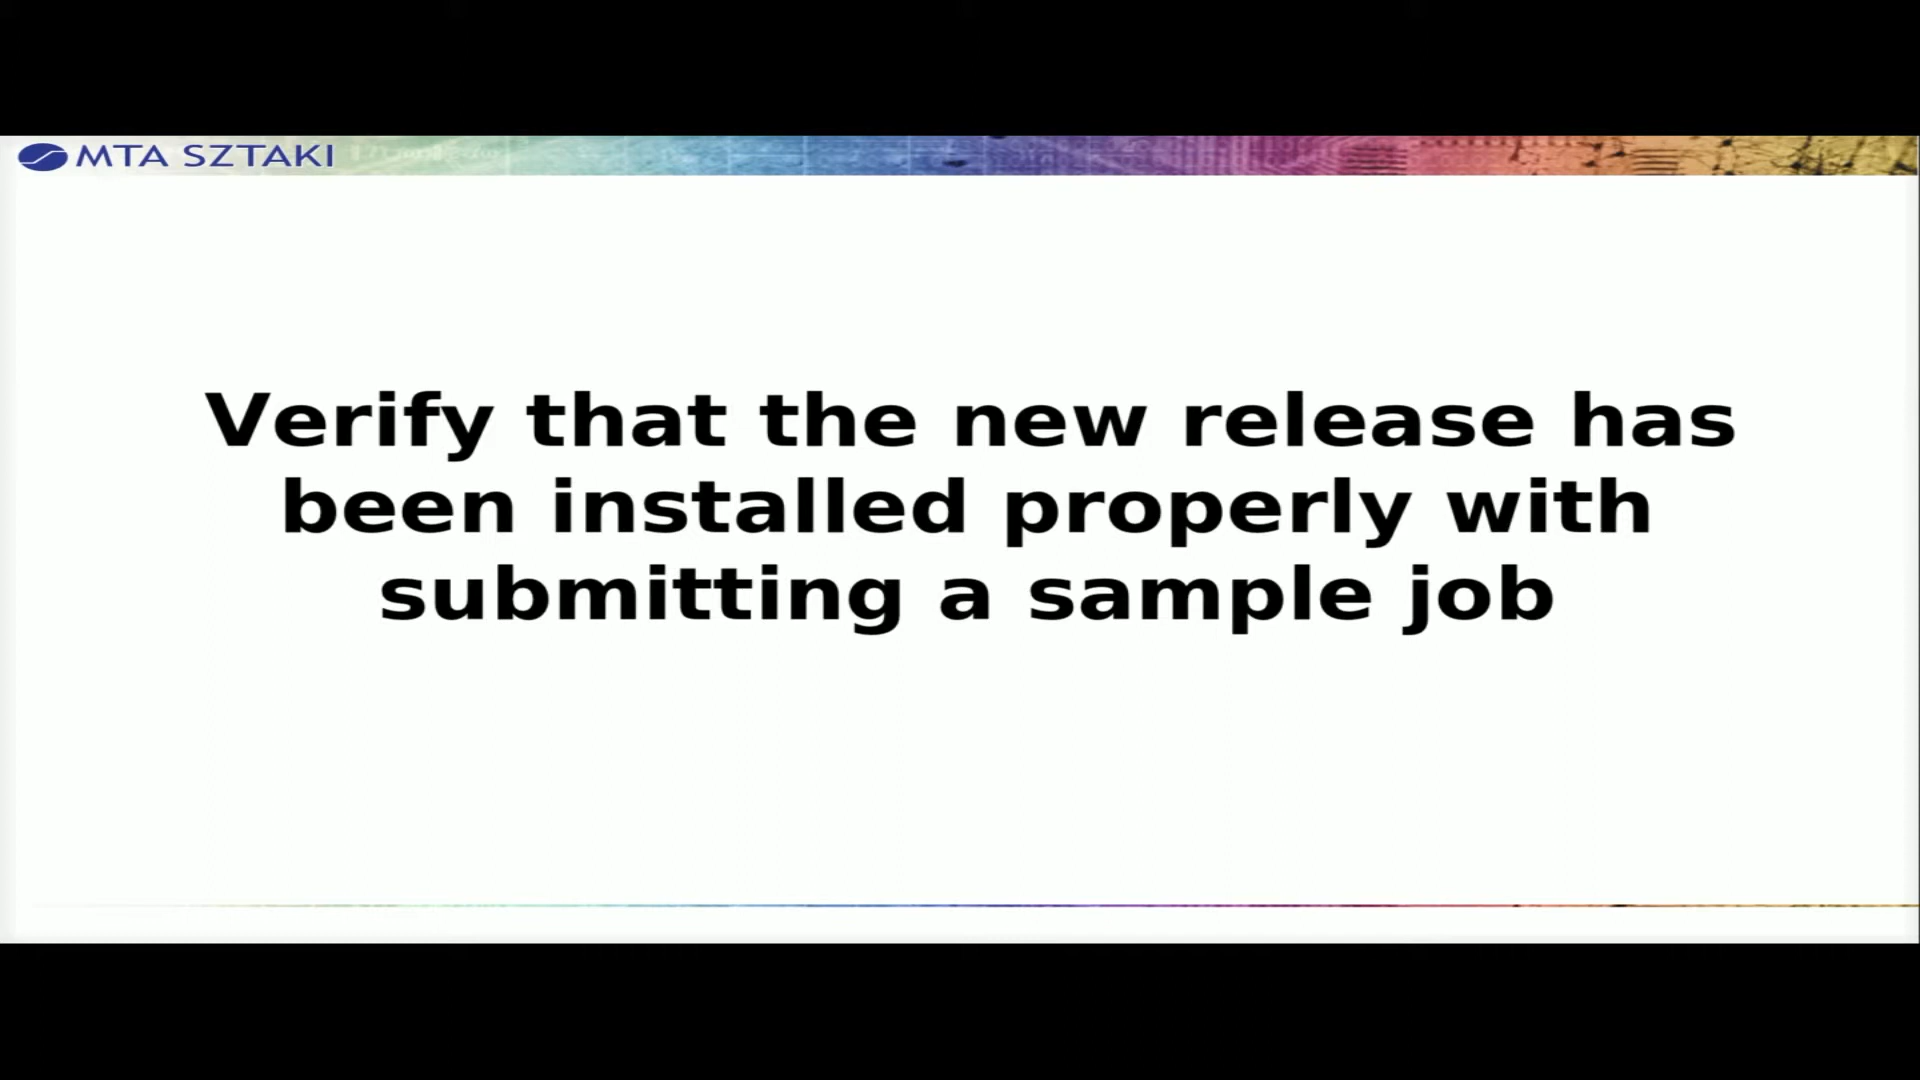 MTA SZTAKI
Verify that the new release has
been installed properly with
submitting a sample job